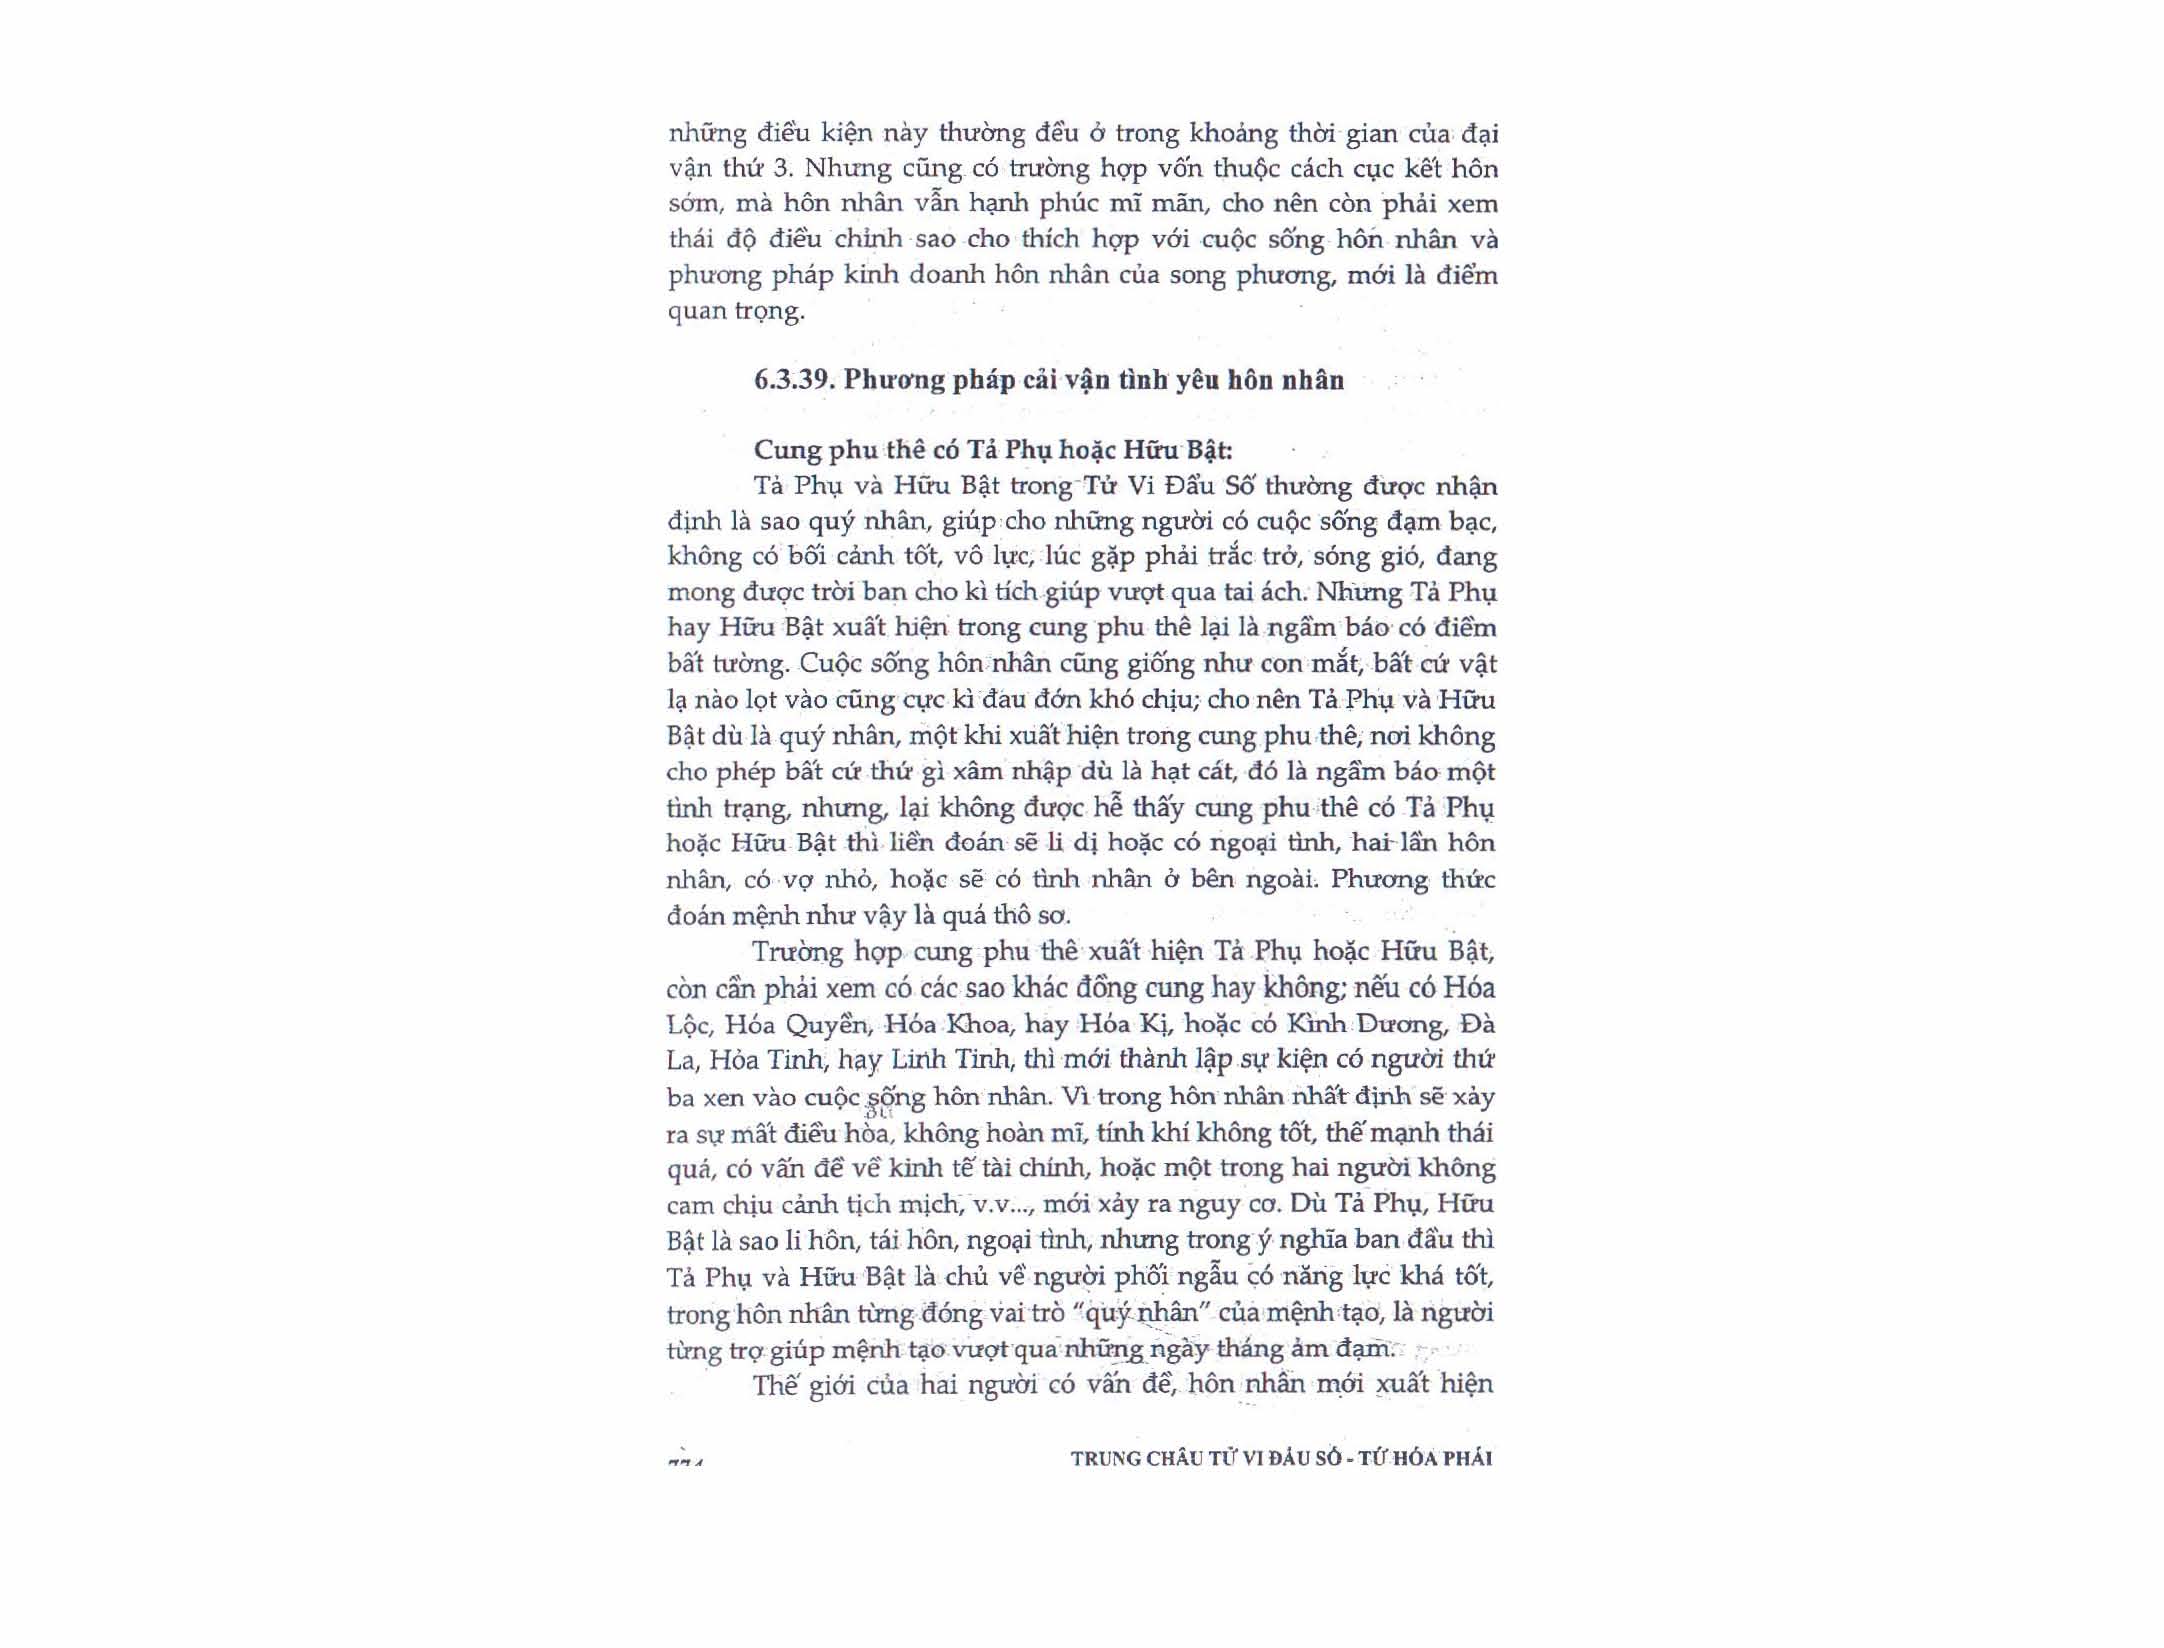 những điều kiện này thường đều ở trong khoảng thời gian của đại
vận thứ 3. Nhưng cũng có trường hợp vốn thuộc cách cục kết hôn
sớm, mà hôn nhân vẫn hạnh phúc mĩ mãn, cho nên còn phải xem
thái độ điều chỉnh sao cho thích hợp với cuộc sống hôn nhân và
phương pháp kinh doanh hôn nhân của song phương, mới là điểm
quan trọng.
6.3.39. Phương pháp cải vận tình yêu hôn nhân
Cung phu thê có Tả Phụ hoặc Hữu Bật:
Tả Phụ và Hữu Bật trong Tử Vi Đẩu Số thường được nhận
định là sao quý nhân, giúp cho những người có cuộc sống đạm bạc,
không có bối cảnh tốt, vô lực, lúc gặp phải trắc trở, sóng gió, đang
mong được trời ban cho kì tích giúp vượt qua tai ách. Nhưng Tả Phụ
hay Hữu Bật xuất hiện trong cung phu thê lại là ngầm báo có điềm
bất tường. Cuộc sống hôn nhân cũng giống như con mắt, bất cứ vật
lạ nào lọt vào cũng cực kì đau đớn khó chịu; cho nên Tả Phụ và Hữu
Bật dù là quý nhân, một khi xuất hiện trong cung phu thê, nơi không
cho phép bất cứ thứ gì xâm nhập dù là hạt cát, đó là ngầm báo một
tình trạng, nhưng, lại không được hễ thấy cung phu thê có Tả Phụ
hoặc Hữu Bật thì liền đoán sẽ li dị hoặc có ngoại tình, hai lần hôn
nhân, có vợ nhỏ, hoặc sẽ có tình nhân ở bên ngoài. Phương thức
đoán mệnh như vậy là quá thô sơ.
Trường hợp cung phu thê xuất hiện Tả Phụ hoặc Hữu Bật,
còn cần phải xem có các sao khác đồng cung hay không; nếu có Hóa
Lộc, Hóa Quyền, Hóa Khoa, hay Hóa Kị, hoặc có Kình Dương, Đà
La, Hỏa Tinh, hay Linh Tinh, thì mới thành lập sự kiện có người thứ
ba xen vào cuộc sống hôn nhân. Vì trong hôn nhân nhất định sẽ xảy
ra sự mất điều hòa, không hoàn mĩ, tính khí không tốt, thế mạnh thái
quá, có vấn đề về kinh tế tài chính, hoặc một trong hai người không
cam chịu cảnh tịch mịch, v.v..., mới xảy ra nguy cơ. Dù Tả Phụ, Hữu
Bật là sao li hôn, tái hôn, ngoại tình, nhưng trong ý nghĩa ban đầu thì
Tả Phụ và Hữu Bật là chủ về người phối ngẫu có năng lực khá tốt,
trong hôn nhân từng đóng vai trò "quý nhân" của mệnh tạo, là người
từng trợ giúp mệnh tạo vượt qua những ngày tháng ảm đạm.
Thế giới của hai người có vấn đề, hôn nhân mới xuất hiện
TRUNG CHÂU TỬ VI ĐẨU SỐ - TỨ HÓA PHÁI